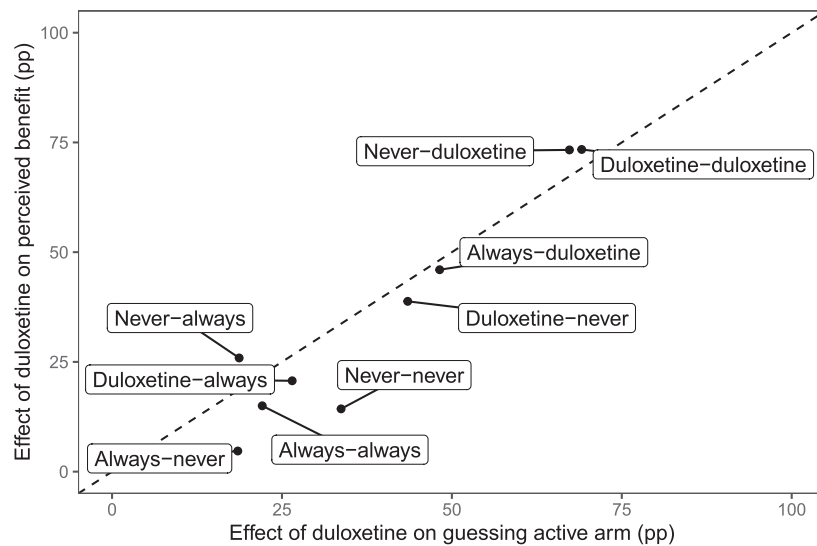 Effect of duloxetine on perceived benefit (pp)
100
75
50
25
0
Never−duloxetine
Duloxetine−duloxetine
Always−duloxetine
Duloxetine−never
Never−always
Duloxetine−always
Never−never
Always−always
Always−never
0 25 50 75 100
Effect of duloxetine on guessing active arm (pp)